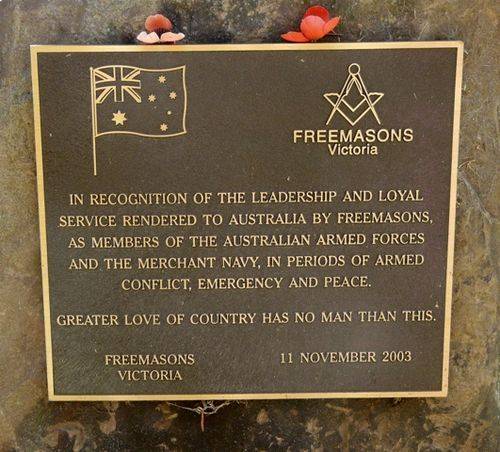 FREEMASONS
Victoria
IN RECOGNITION OF THE LEADERSHIP AND LOYAL
SERVICE RENDERED TO AUSTRALIA BY FREEMASONS,
AS MEMBERS OF THE AUSTRALIAN ARMED FORCES
AND THE MERCHANT NAVY, IN PERIODS OF ARMED
CONFLICT, EMERGENCY AND PEACE.
GREATER LOVE OF COUNTRY HAS NO MAN THAN THIS.
FREEMASONS 11 NOVEMBER 2003
VICTORIA